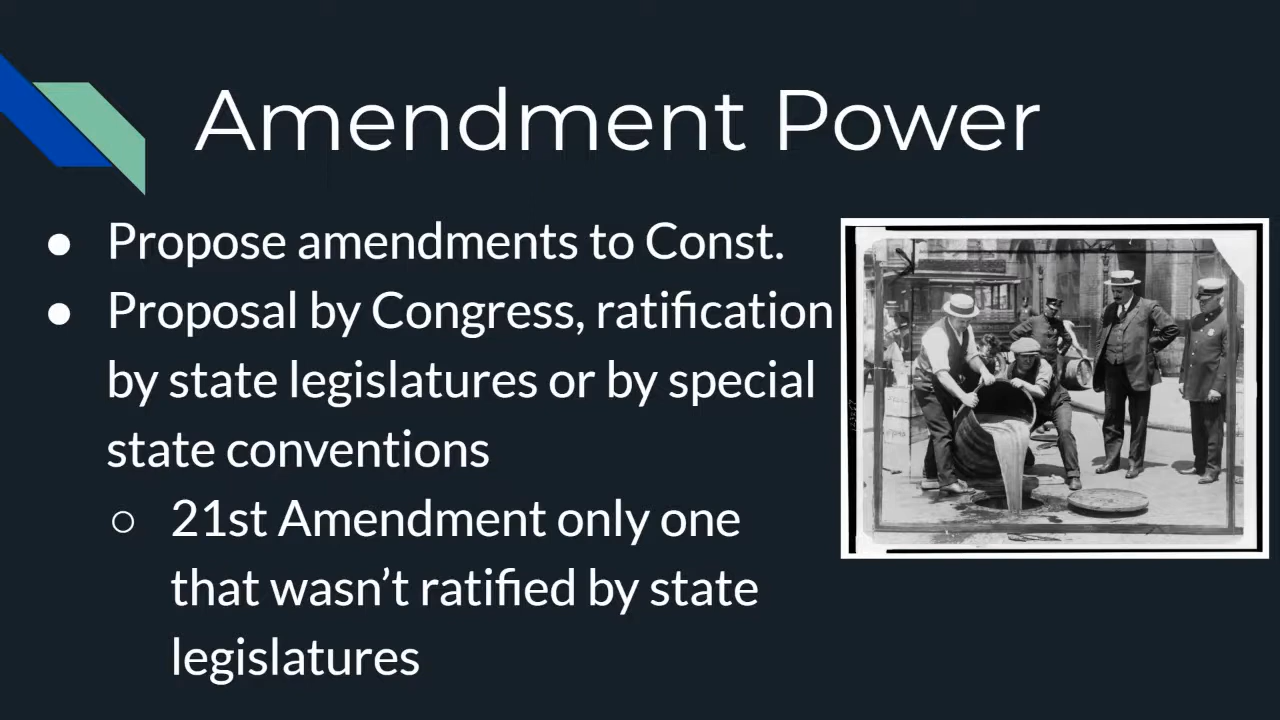 Amendment Power
● Propose amendments to Const.
● Proposal by Congress, ratification
by state legislatures or by special
state conventions
○ 21st Amendment only one
that wasn’t ratified by state
legislatures